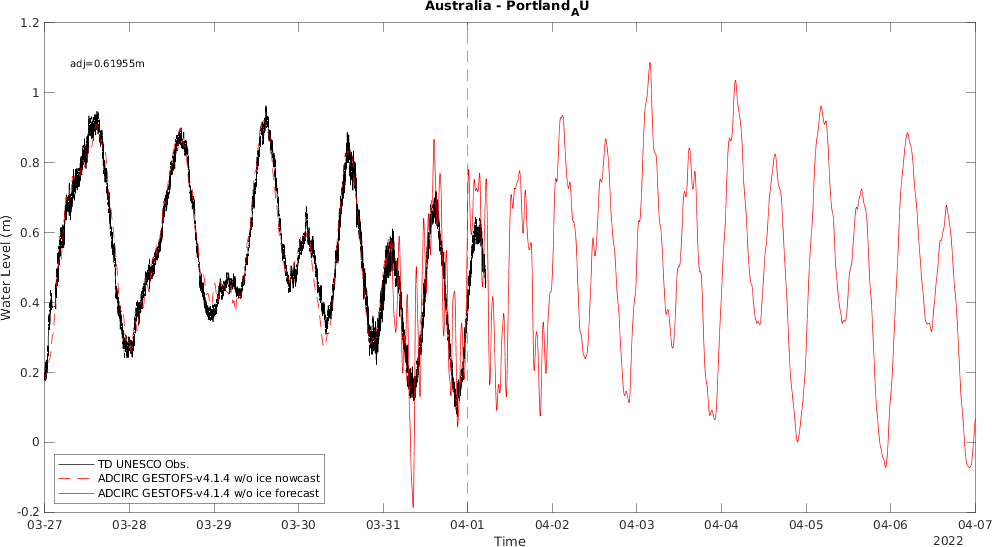 Australia - Portland_AU
adj=0.61955m
Water Level (m)
1.2
1
0.8
0.6
0.4
0.2
0
-0.2
TD UNESCO Obs.
ADCIRC GESTOFS-v4.1.4 w/o ice nowcast
ADCIRC GESTOFS-v4.1.4 w/o ice forecast
03-27 03-28 03-29 03-30 03-31 04-01 04-02 04-03 04-04 04-05 04-06 04-07
Time
2022